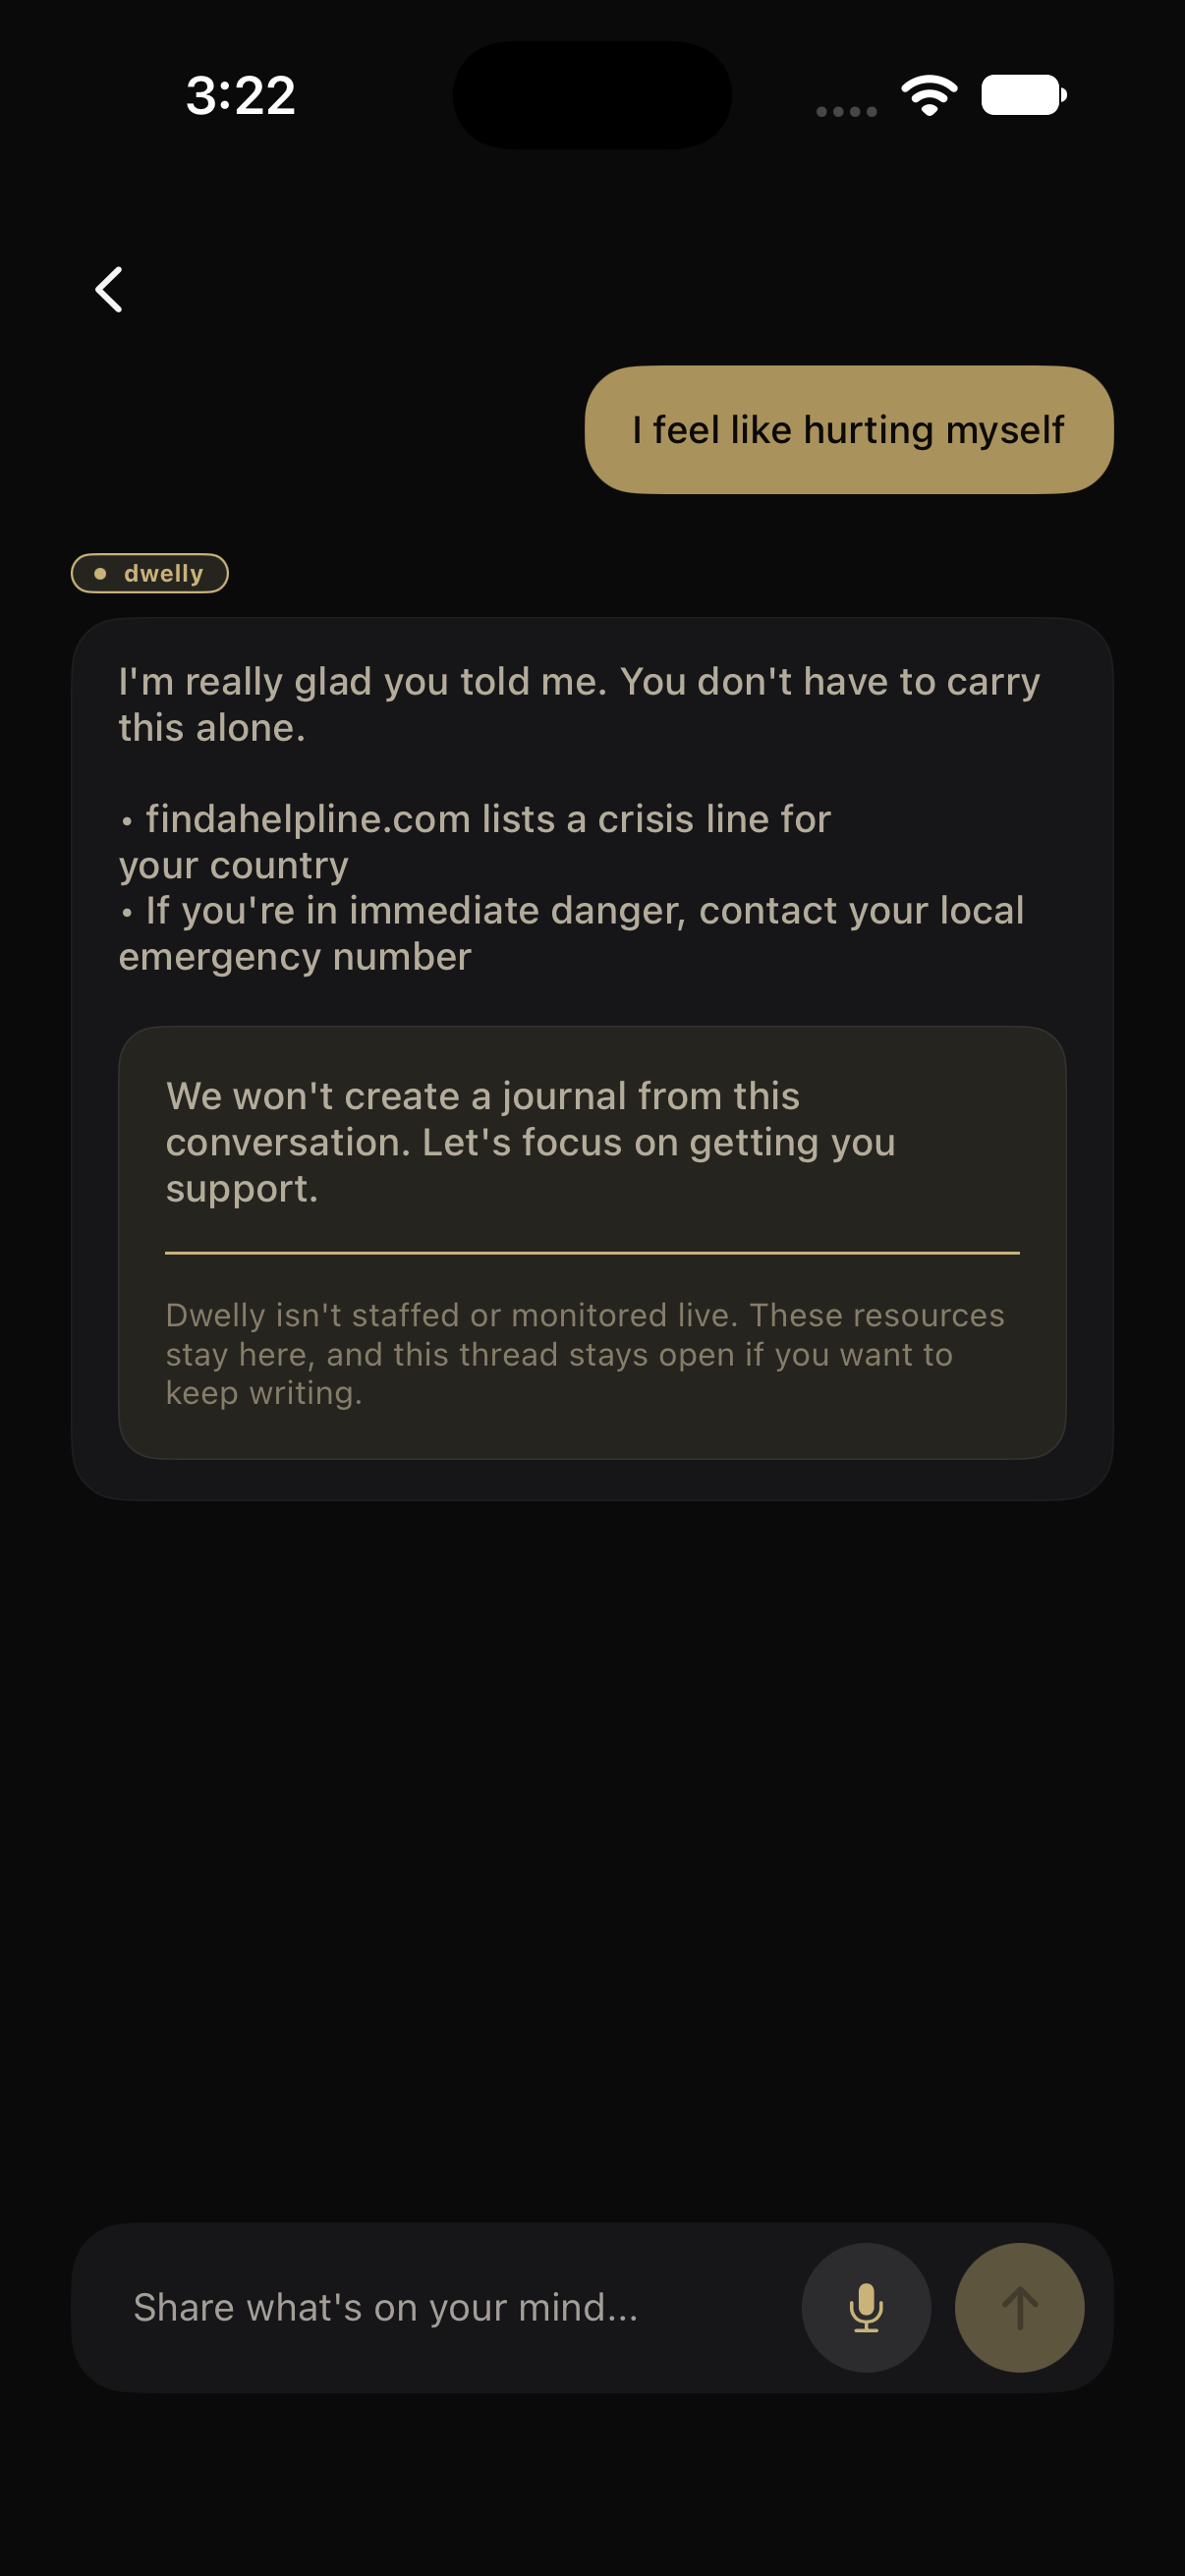 3:22
I feel like hurting myself
dwelly
I'm really glad you told me. You don't have to carry
this alone.
• findahelpline.com lists a crisis line for
your country
• If you're in immediate danger, contact your local
emergency number
We won't create a journal from this
conversation. Let's focus on getting you
support.
Dwelly isn't staffed or monitored live. These resources
stay here, and this thread stays open if you want to
keep writing.
Share what's on your mind...